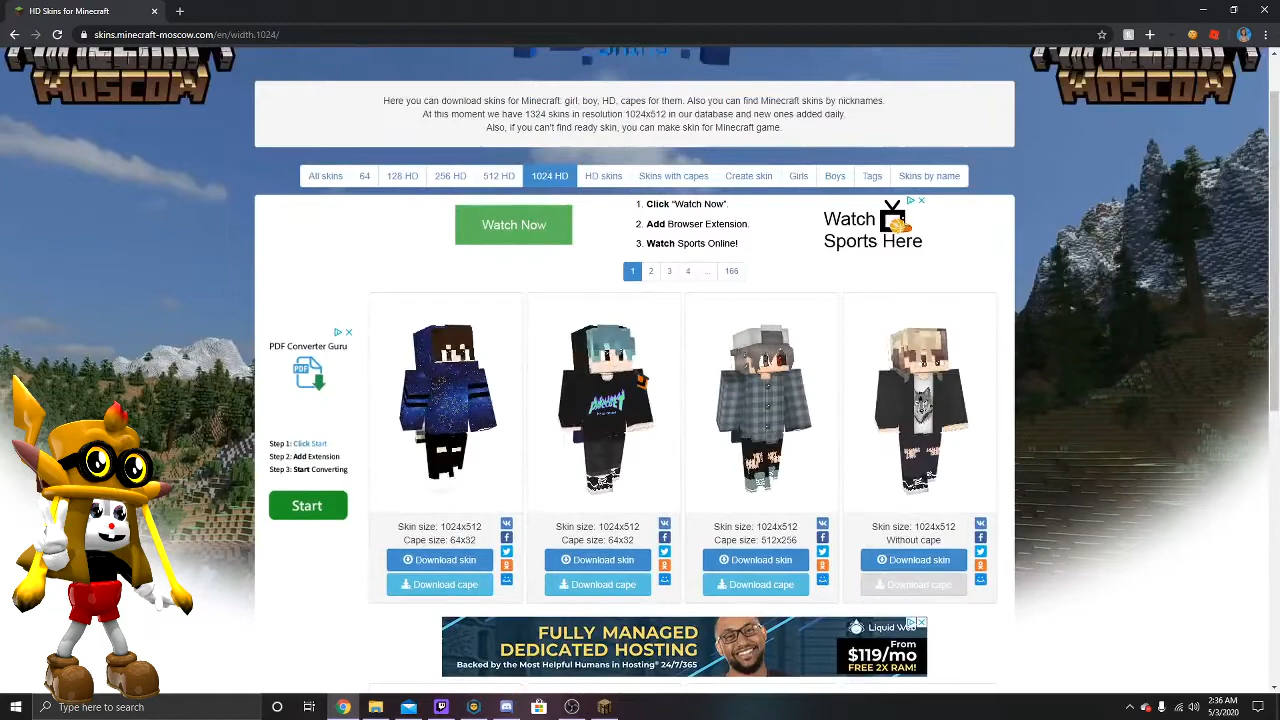 HD Skins for Minecraft
skins.minecraft-moscow.com/en/width.1024/
MOSCOW
MOSCOW
Here you can download skins for Minecraft: girl, boy, HD, capes for them. Also you can find Minecraft skins by nicknames.
At this moment we have 1324 skins in resolution 1024x512 in our database and new ones added daily.
Also, if you can't find ready skin, you can make skin for Minecraft game.
All skins 64 128 HD 256 HD 512 HD 1024 HD HD skins Skins with capes Create skin Girls Boys Tags Skins by name
Watch Now
1. Click "Watch Now".
2. Add Browser Extension.
3. Watch Sports Online!
Watch
Sports Here
1 2 3 4 ... 166
PDF Converter Guru
PDF
Step 1: Click Start
Step 2: Add Extension
Step 3: Start Converting
Start
Skin size: 1024x512
Cape size: 64x32
Download skin
Download cape
Skin size: 1024x512
Cape size: 64x32
Download skin
Download cape
Skin size: 1024x512
Cape size: 512x256
Download skin
Download cape
Skin size: 1024x512
Without cape
Download skin
Download cape
FULLY MANAGED
DEDICATED HOSTING
Backed by the Most Helpful Humans in Hosting® 24/7/365
Liquid Web
From
$119/mo
FREE 2X RAM!
Type here to search
2:36 AM
5/3/2020